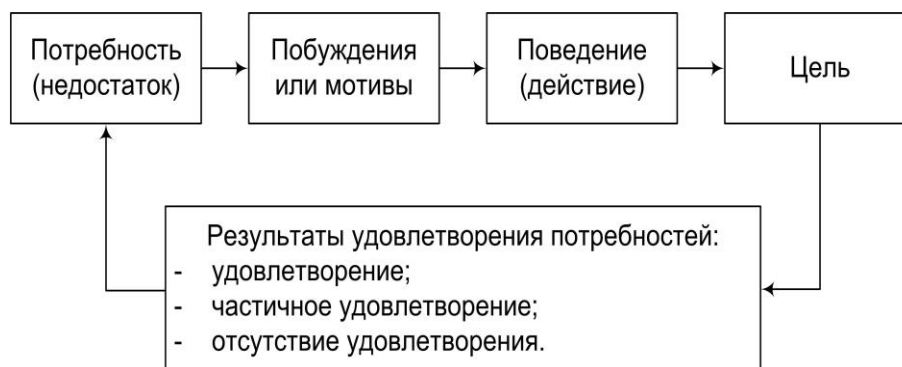 Потребность
(недостаток)
Побуждения
или мотивы
Поведение
(действие)
Цель
Результаты удовлетворения потребностей:
- удовлетворение;
- частичное удовлетворение;
- отсутствие удовлетворения.